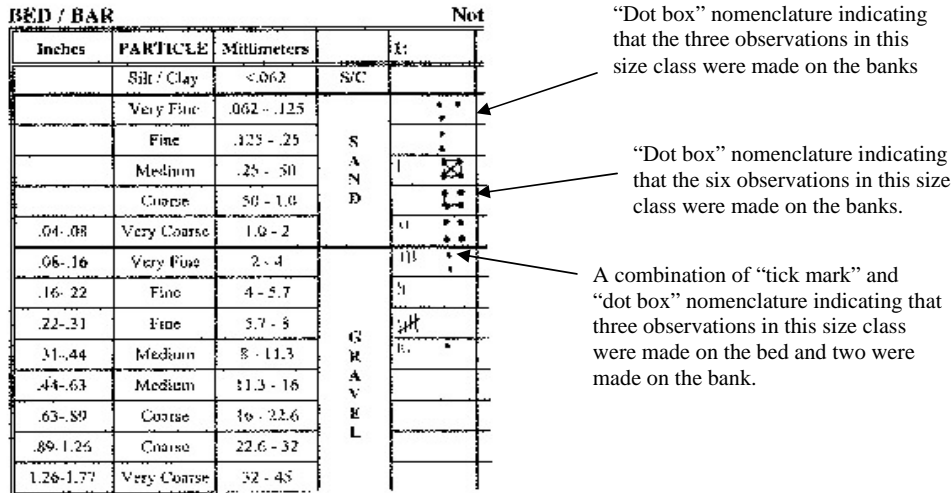 BED / BAR Not
Inches PARTICLE Millimeters 1:
Silt / Clay <.062 S/C
Very Fine .062 - .125
Fine .125 - .25
Medium .25 - .50
Coarse .50 - 1.0
.04-.08 Very Coarse 1.0 - 2
SAND
.08-.16 Very Fine 2 - 4
.16-.22 Fine 4 - 5.7
.22-.31 Fine 5.7 - 8
.31-.44 Medium 8 - 11.3
.44-.63 Medium 11.3 - 16
.63-.89 Coarse 16 - 22.6
.89-1.26 Coarse 22.6 - 32
1.26-1.77 Very Coarse 32 - 45
GRAVEL
“Dot box” nomenclature indicating
that the three observations in this
size class were made on the banks
“Dot box” nomenclature indicating
that the six observations in this size
class were made on the banks.
A combination of “tick mark” and
“dot box” nomenclature indicating that
three observations in this size class
were made on the bed and two were
made on the bank.